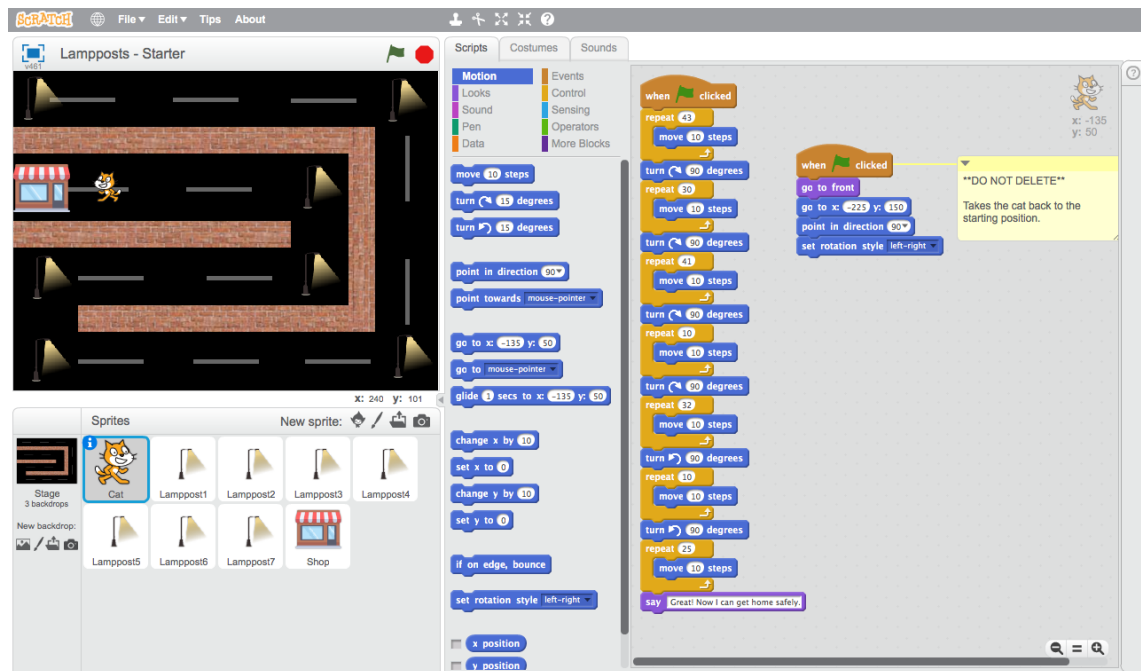 SCRATCH File Edit Tips About
Lampposts - Starter
v461
X: 240 y: 101
Sprites New sprite:
Stage
3 backdrops
New backdrop:
Cat Lamppost1 Lamppost2 Lamppost3 Lamppost4
Lamppost5 Lamppost6 Lamppost7 Shop
Scripts Costumes Sounds
Motion Events
Looks Control
Sound Sensing
Pen Operators
Data More Blocks
move 10 steps
turn 15 degrees
turn 15 degrees
point in direction 90
point towards mouse-pointer
go to x: -135 y: 50
go to mouse-pointer
glide 1 secs to x: -135 y: 50
change x by 10
set x to 0
change y by 10
set y to 0
if on edge, bounce
set rotation style left-right
x position
y position
when clicked
repeat 43
move 10 steps
turn 90 degrees
repeat 30
move 10 steps
turn 90 degrees
repeat 41
move 10 steps
turn 90 degrees
repeat 10
move 10 steps
turn 90 degrees
repeat 32
move 10 steps
turn 90 degrees
repeat 10
move 10 steps
turn 90 degrees
repeat 25
move 10 steps
say Great! Now I can get home safely.
when clicked
go to front
go to x: -225 y: 150
point in direction 90
set rotation style left-right
**DO NOT DELETE**
Takes the cat back to the
starting position.
x: -135
y: 50